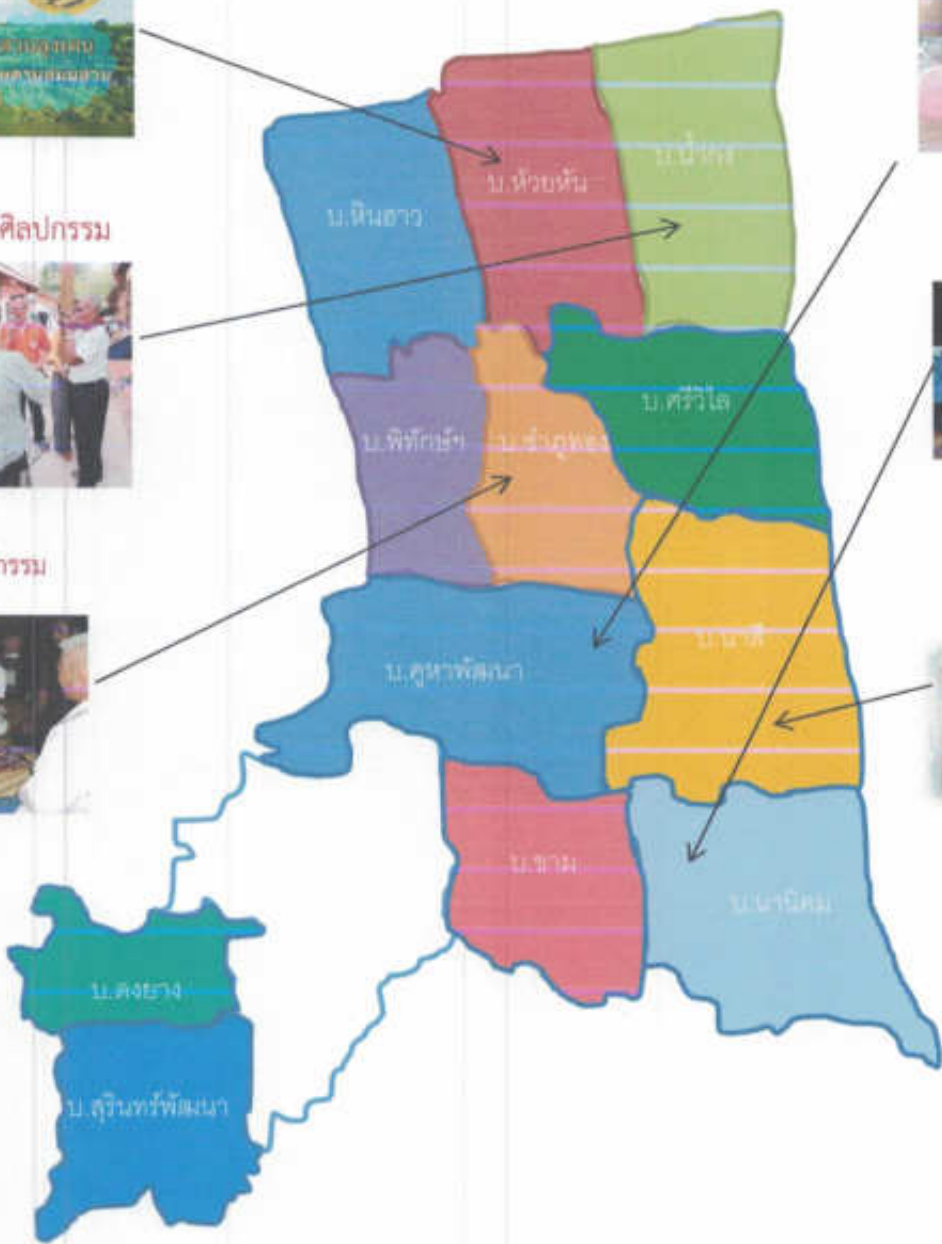 ศิลปกรรม
กรรม
บ.หินฮาว
บ.ห้วยหัน
บ.พิทักษ์ฯ
บ.ศรีวิไล
บ.คูหาพัฒนา
บ.นาดี
บ.ขาม
บ.นานิคม
บ.ดงยาง
บ.สุรินทร์พัฒนา